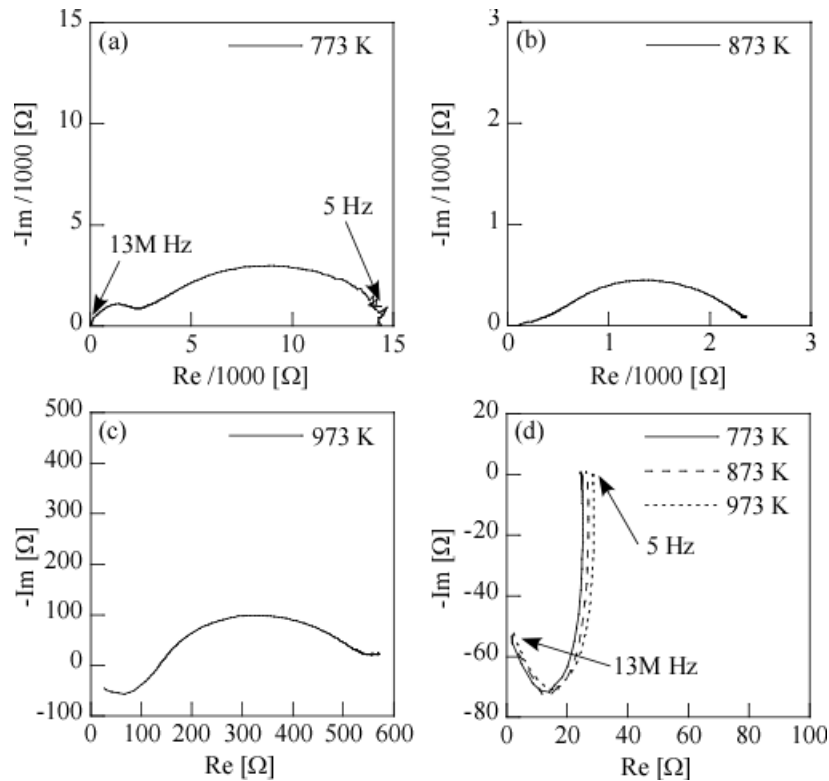 (a)
773 K
15
10
5
0
-Im /1000 [Ω]
13M Hz
5 Hz
0
5
10
15
Re /1000 [Ω]
(b)
873 K
3
2
1
0
-Im /1000 [Ω]
0
1
2
3
Re /1000 [Ω]
(c)
973 K
500
400
300
200
100
0
-100
-Im [Ω]
0 100 200 300 400 500 600
Re [Ω]
(d)
773 K
873 K
973 K
20
0
-20
-40
-60
-80
-Im [Ω]
5 Hz
13M Hz
0 20 40 60 80 100
Re [Ω]